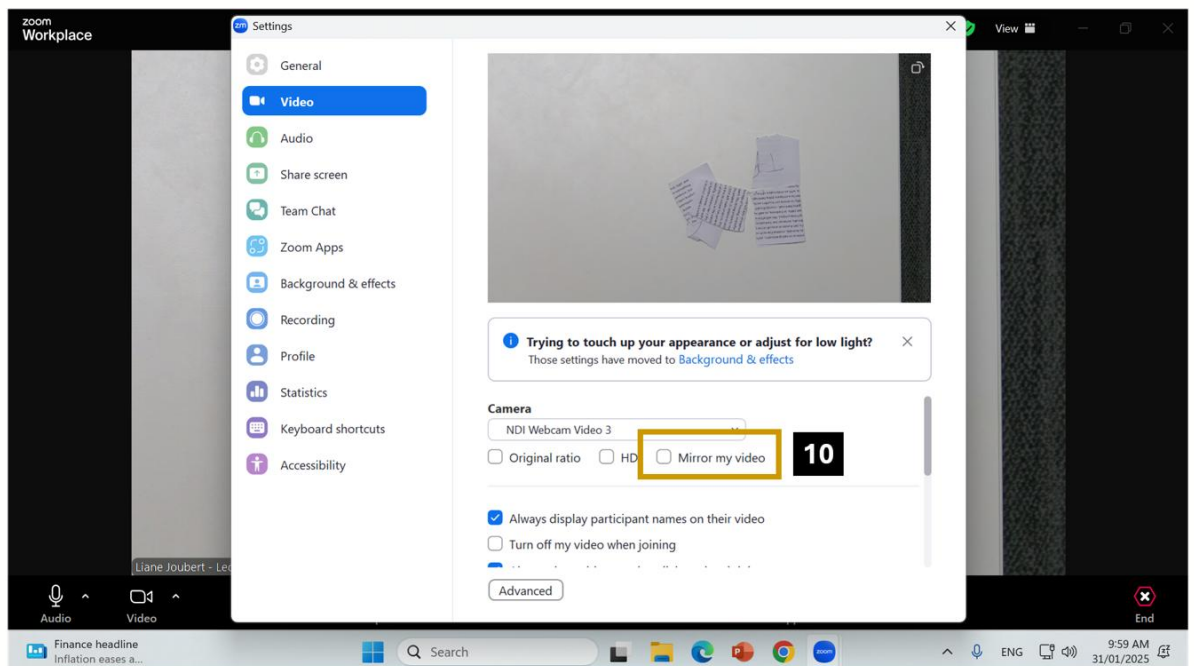 zoom
Workplace
Settings
View
General
Video
Audio
Share screen
Team Chat
Zoom Apps
Background & effects
Recording
Profile
Statistics
Keyboard shortcuts
Accessibility
Trying to touch up your appearance or adjust for low light?
Those settings have moved to Background & effects
Camera
NDI Webcam Video 3
Original ratio HD Mirror my video
10
Always display participant names on their video
Turn off my video when joining
Advanced
Liane Joubert -
Audio Video End
Finance headline
Inflation eases a...
Search
zoom
ENG
9:59 AM
31/01/2025